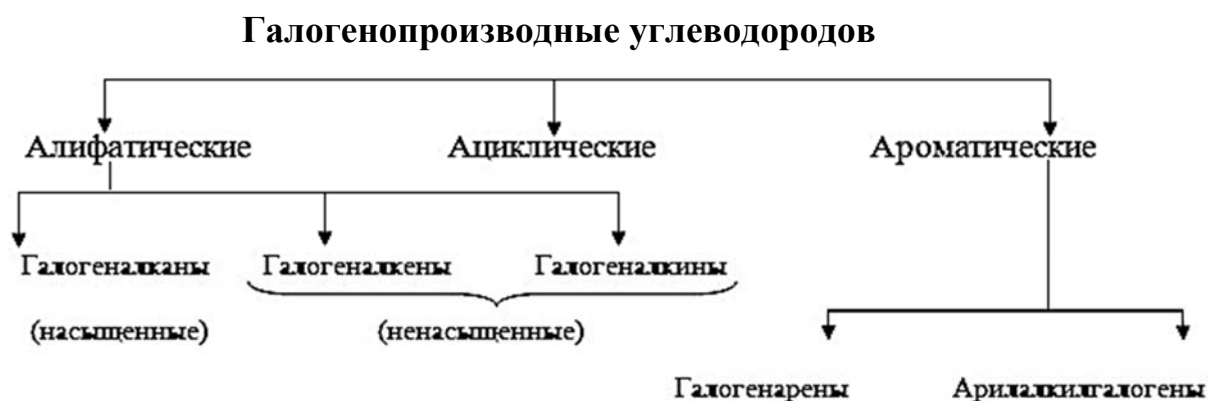 Галогенопроизводные углеводородов
Алифатические Ациклические Ароматические
Галогеналканы Галогеналкены Галогеналкины
(насыщенные) (ненасыщенные)
Галогенарены Арилалкилгалогены